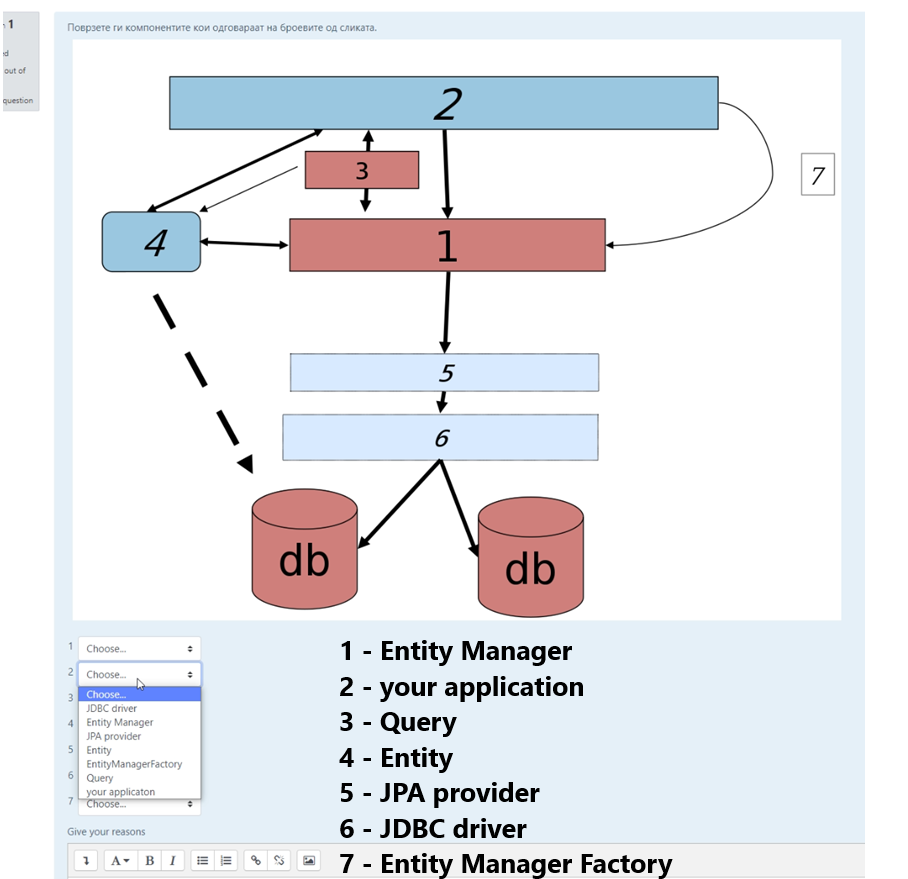 1
ed
out of
question
Поврзете ги компонентите кои одговараат на броевите од сликата.
2
3
7
4
1
5
6
db
db
1 Choose...
2 Choose...
Choose...
JDBC driver
Entity Manager
JPA provider
Entity
EntityManagerFactory
Query
your applicaton
3
4
5
6
7 Choose...
Give your reasons
A B I
1 - Entity Manager
2 - your application
3 - Query
4 - Entity
5 - JPA provider
6 - JDBC driver
7 - Entity Manager Factory